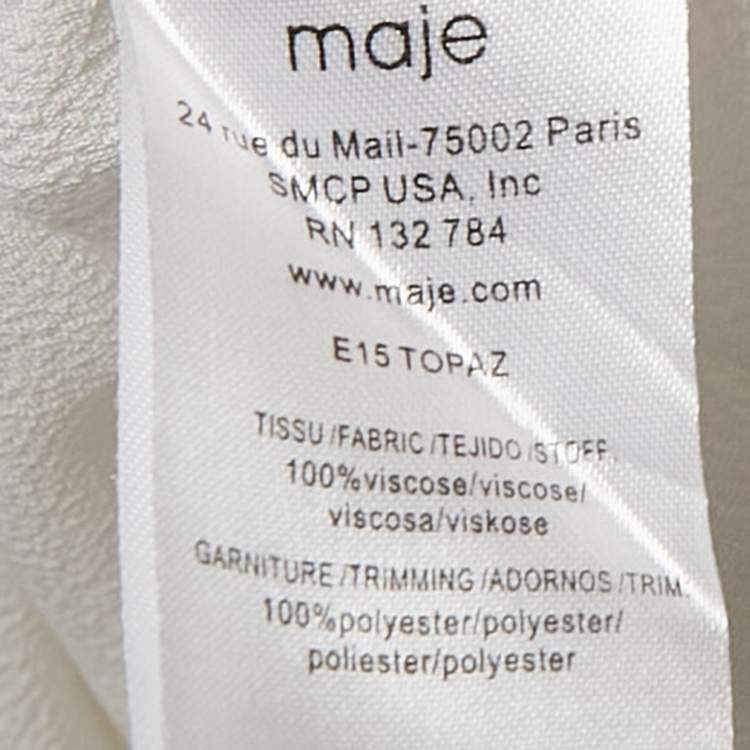 maje
24 rue du Mail-75002 Paris
SMCP USA, Inc
RN 132 784
www.maje.com
E15 TOPAZ
TISSU/FABRIC/TEJIDO/STOFF
100%viscose/viscose/
viscosa/viskose
GARNITURE/TRIMMING/ADORNOS/TRIM.
100%polyester/polyester/
poliester/polyester